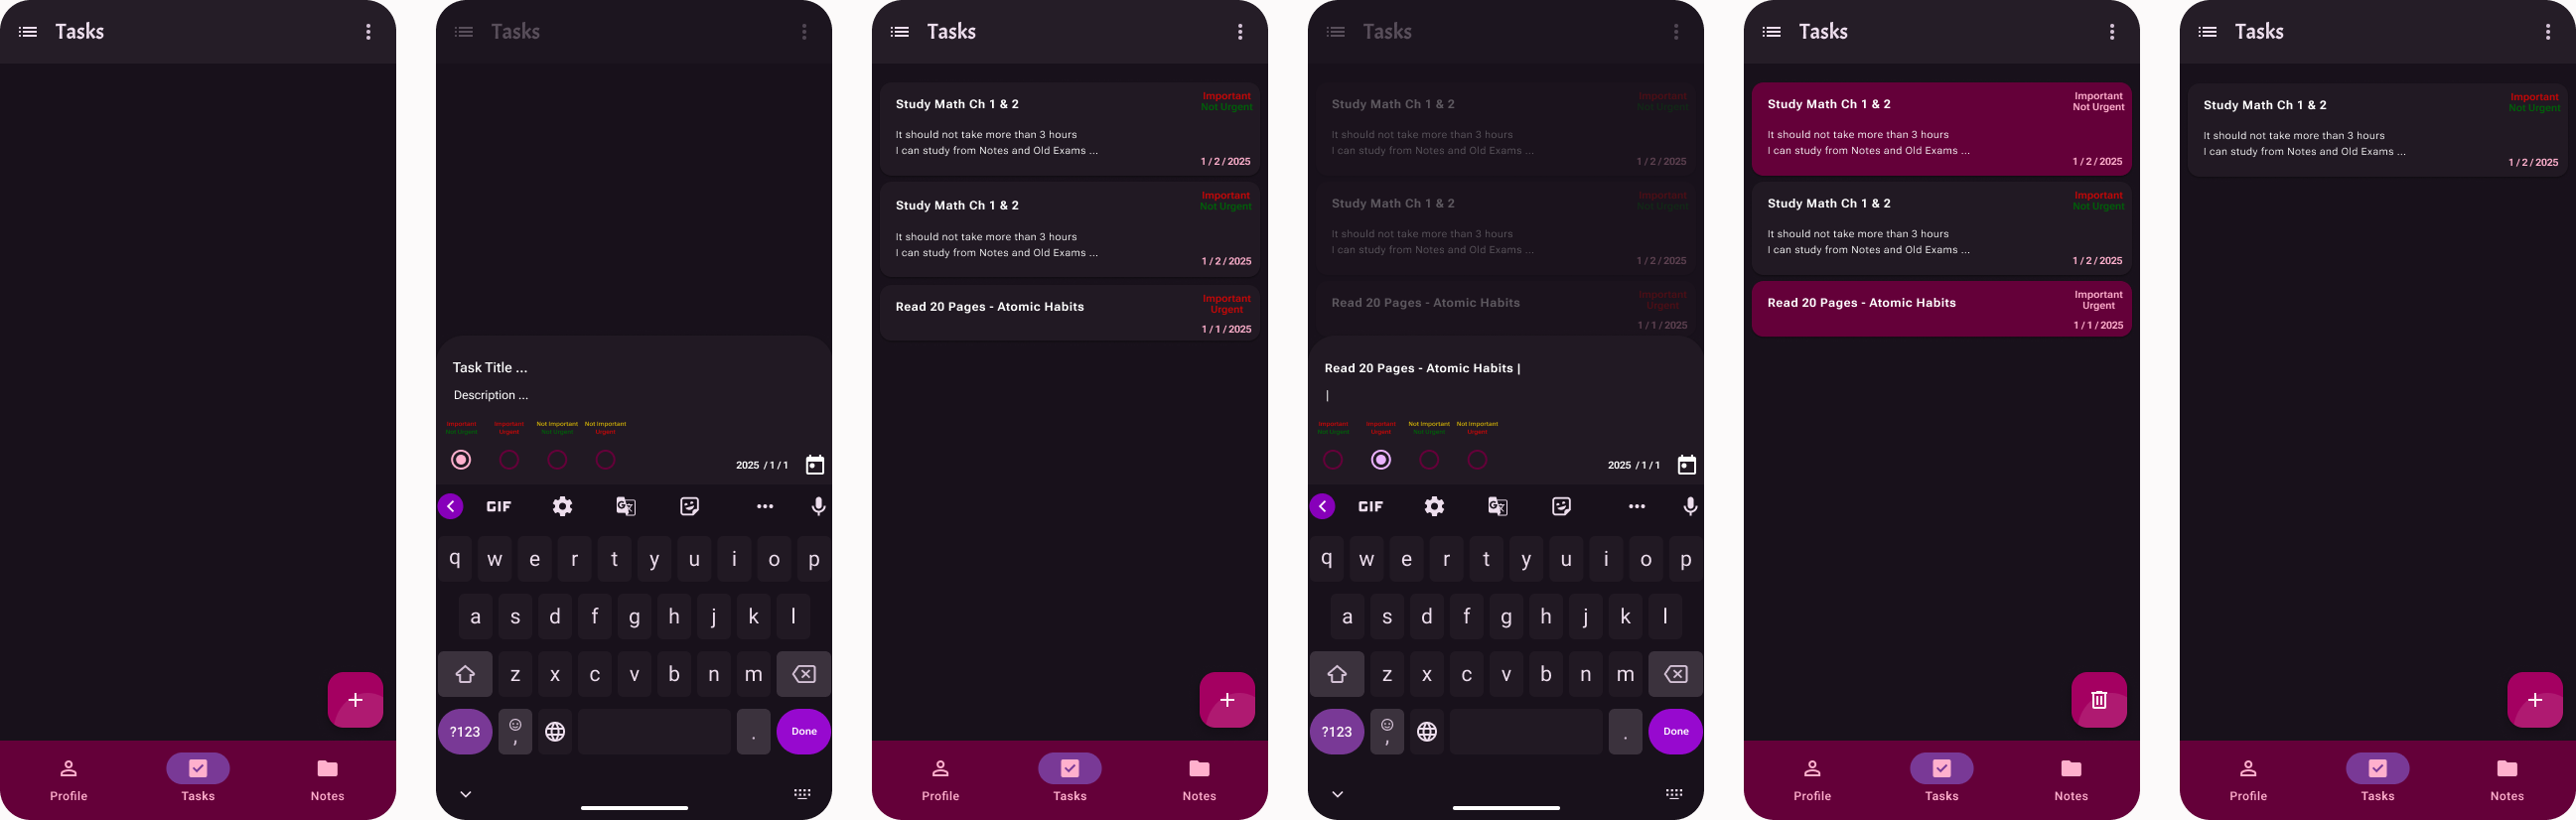 Tasks
Profile
Tasks
Notes
Tasks
Task Title ...
Description ...
Important
Not Urgent
Important
Urgent
Not Important
Not Urgent
Not Important
Urgent
2025 / 1 / 1
GIF
q w e r t y u i o p
a s d f g h j k l
z x c v b n m
?123
,
.
Done
Tasks
Study Math Ch 1 & 2
Important
Not Urgent
It should not take more than 3 hours
I can study from Notes and Old Exams ...
1 / 2 / 2025
Study Math Ch 1 & 2
Important
Not Urgent
It should not take more than 3 hours
I can study from Notes and Old Exams ...
1 / 2 / 2025
Read 20 Pages - Atomic Habits
Important
Urgent
1 / 1 / 2025
Profile
Tasks
Notes
Tasks
Study Math Ch 1 & 2
Important
Not Urgent
It should not take more than 3 hours
I can study from Notes and Old Exams ...
1 / 2 / 2025
Study Math Ch 1 & 2
Important
Not Urgent
It should not take more than 3 hours
I can study from Notes and Old Exams ...
1 / 2 / 2025
Read 20 Pages - Atomic Habits
Important
Urgent
1 / 1 / 2025
Read 20 Pages - Atomic Habits |
|
Important
Not Urgent
Important
Urgent
Not Important
Not Urgent
Not Important
Urgent
2025 / 1 / 1
GIF
q w e r t y u i o p
a s d f g h j k l
z x c v b n m
?123
,
.
Done
Tasks
Study Math Ch 1 & 2
Important
Not Urgent
It should not take more than 3 hours
I can study from Notes and Old Exams ...
1 / 2 / 2025
Study Math Ch 1 & 2
Important
Not Urgent
It should not take more than 3 hours
I can study from Notes and Old Exams ...
1 / 2 / 2025
Read 20 Pages - Atomic Habits
Important
Urgent
1 / 1 / 2025
Profile
Tasks
Notes
Tasks
Study Math Ch 1 & 2
Important
Not Urgent
It should not take more than 3 hours
I can study from Notes and Old Exams ...
1 / 2 / 2025
Profile
Tasks
Notes